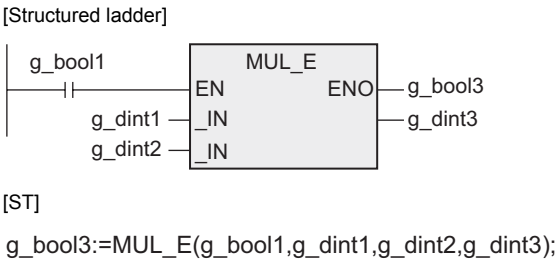 [Structured ladder]
g_bool1
MUL_E
EN ENO g_bool3
g_dint1 _IN g_dint3
g_dint2 _IN
[ST]
g_bool3:=MUL_E(g_bool1,g_dint1,g_dint2,g_dint3);